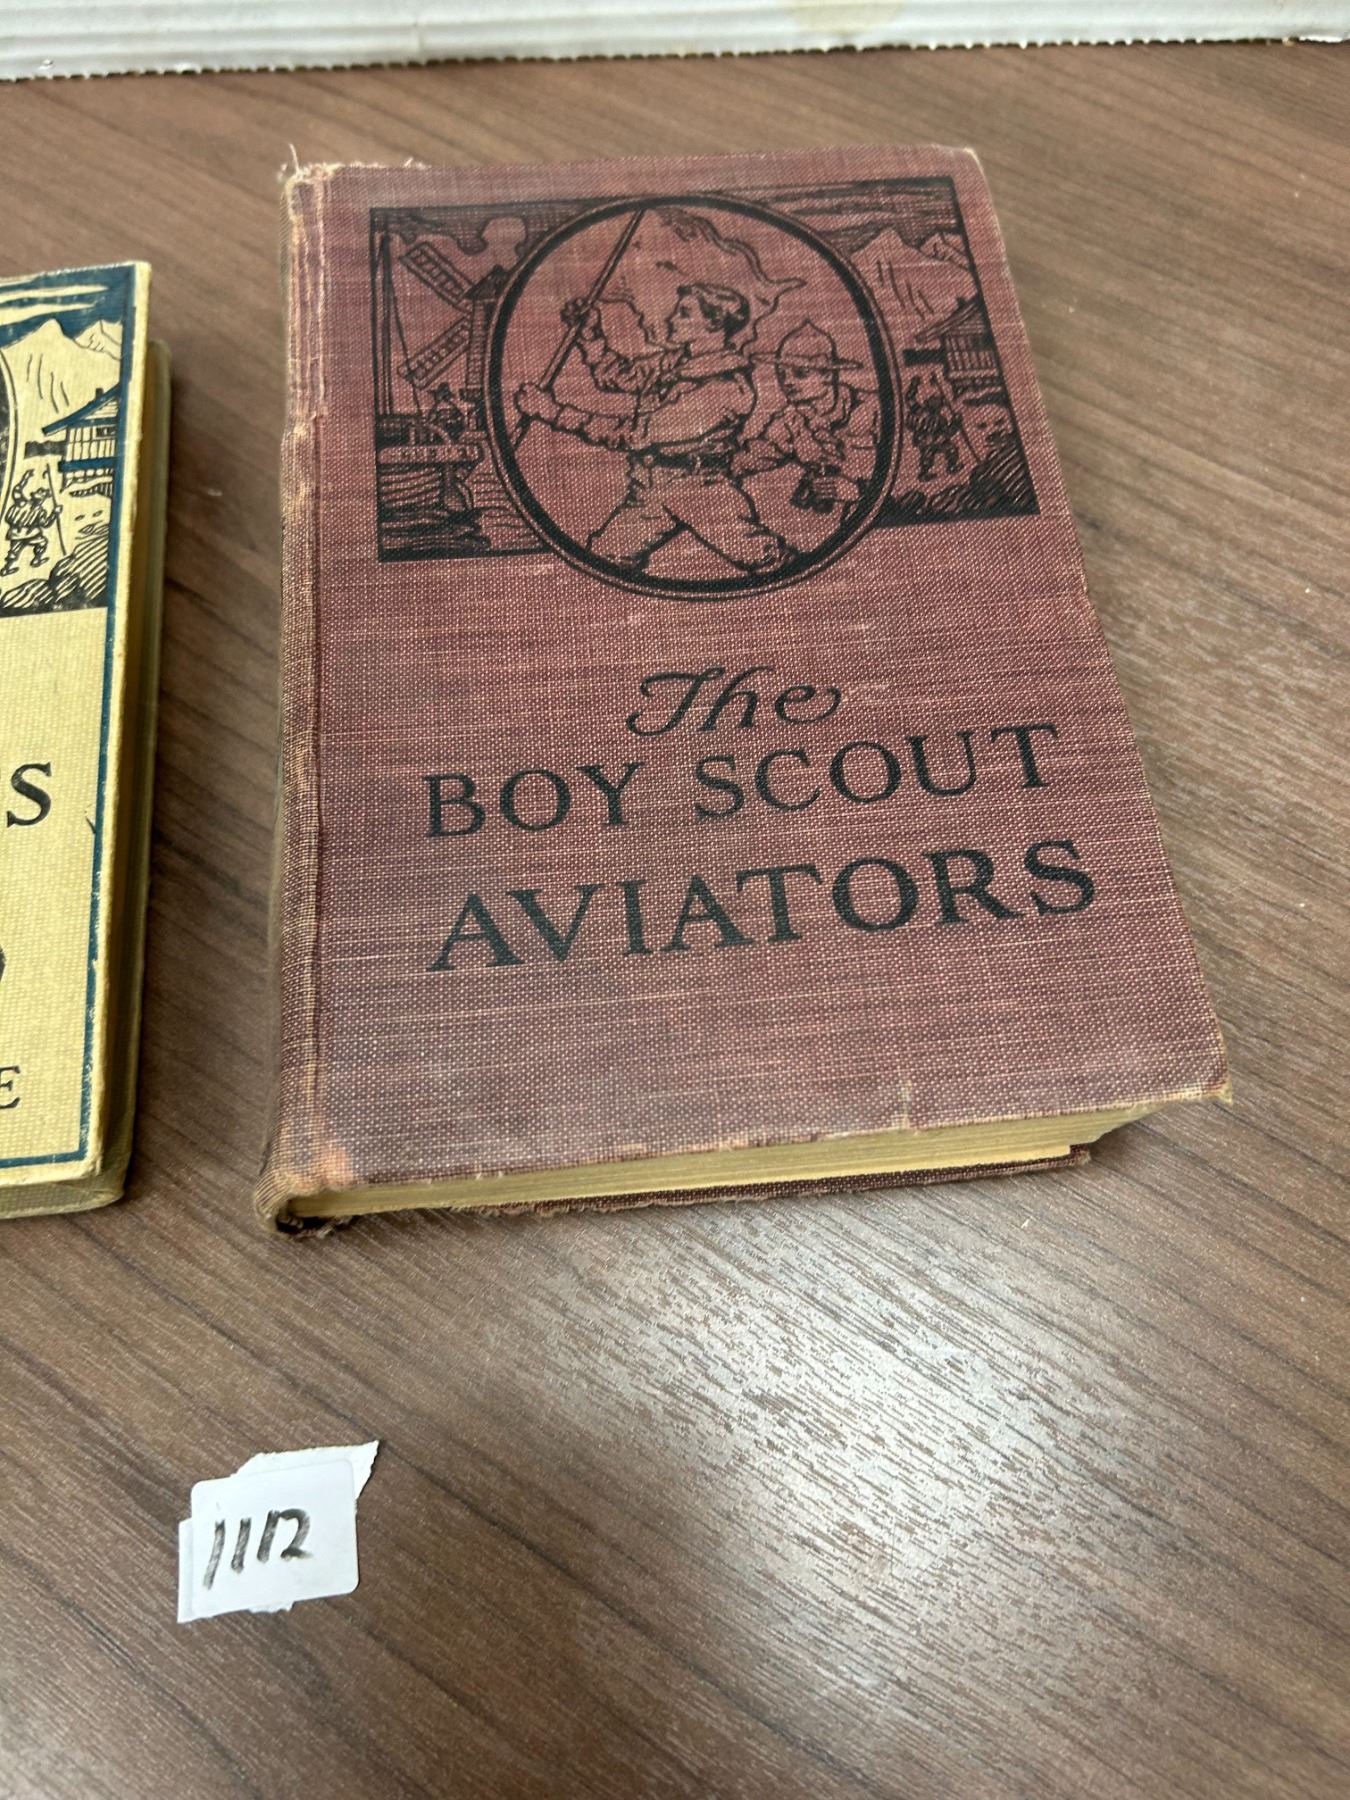 The
BOY SCOUT
AVIATORS
S
E
1112